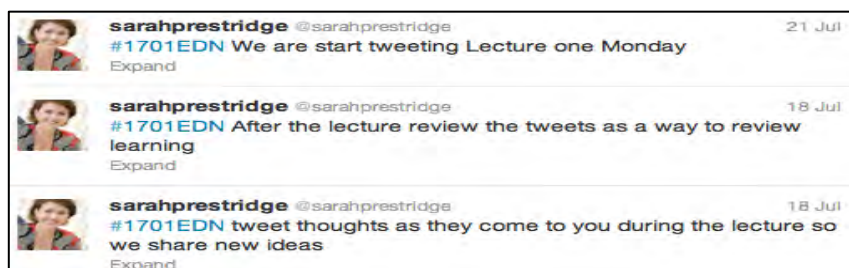 sarahprestridge @sarahprestridge 21 Jul
#1701EDN We are start tweeting Lecture one Monday
Expand
sarahprestridge @sarahprestridge 18 Jul
#1701EDN After the lecture review the tweets as a way to review
learning
Expand
sarahprestridge @sarahprestridge 18 Jul
#1701EDN tweet thoughts as they come to you during the lecture so
we share new ideas
Expand